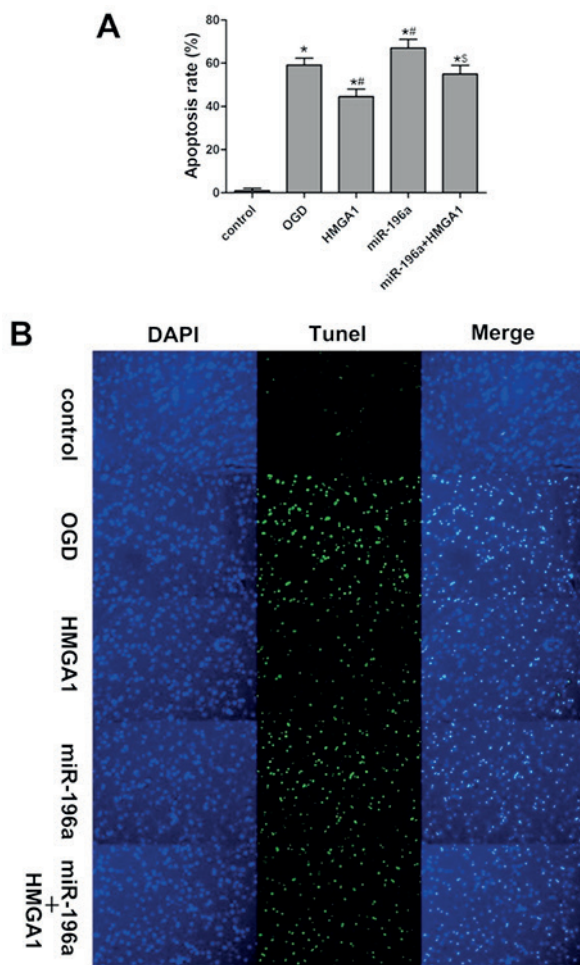 A
Apoptosis rate (%)
80
60
40
20
0
*
*#
*#
*$
control
OGD
HMGA1
miR-196a
miR-196a+HMGA1
B
DAPI Tunel Merge
control
OGD
HMGA1
miR-196a
miR-196a
+
HMGA1